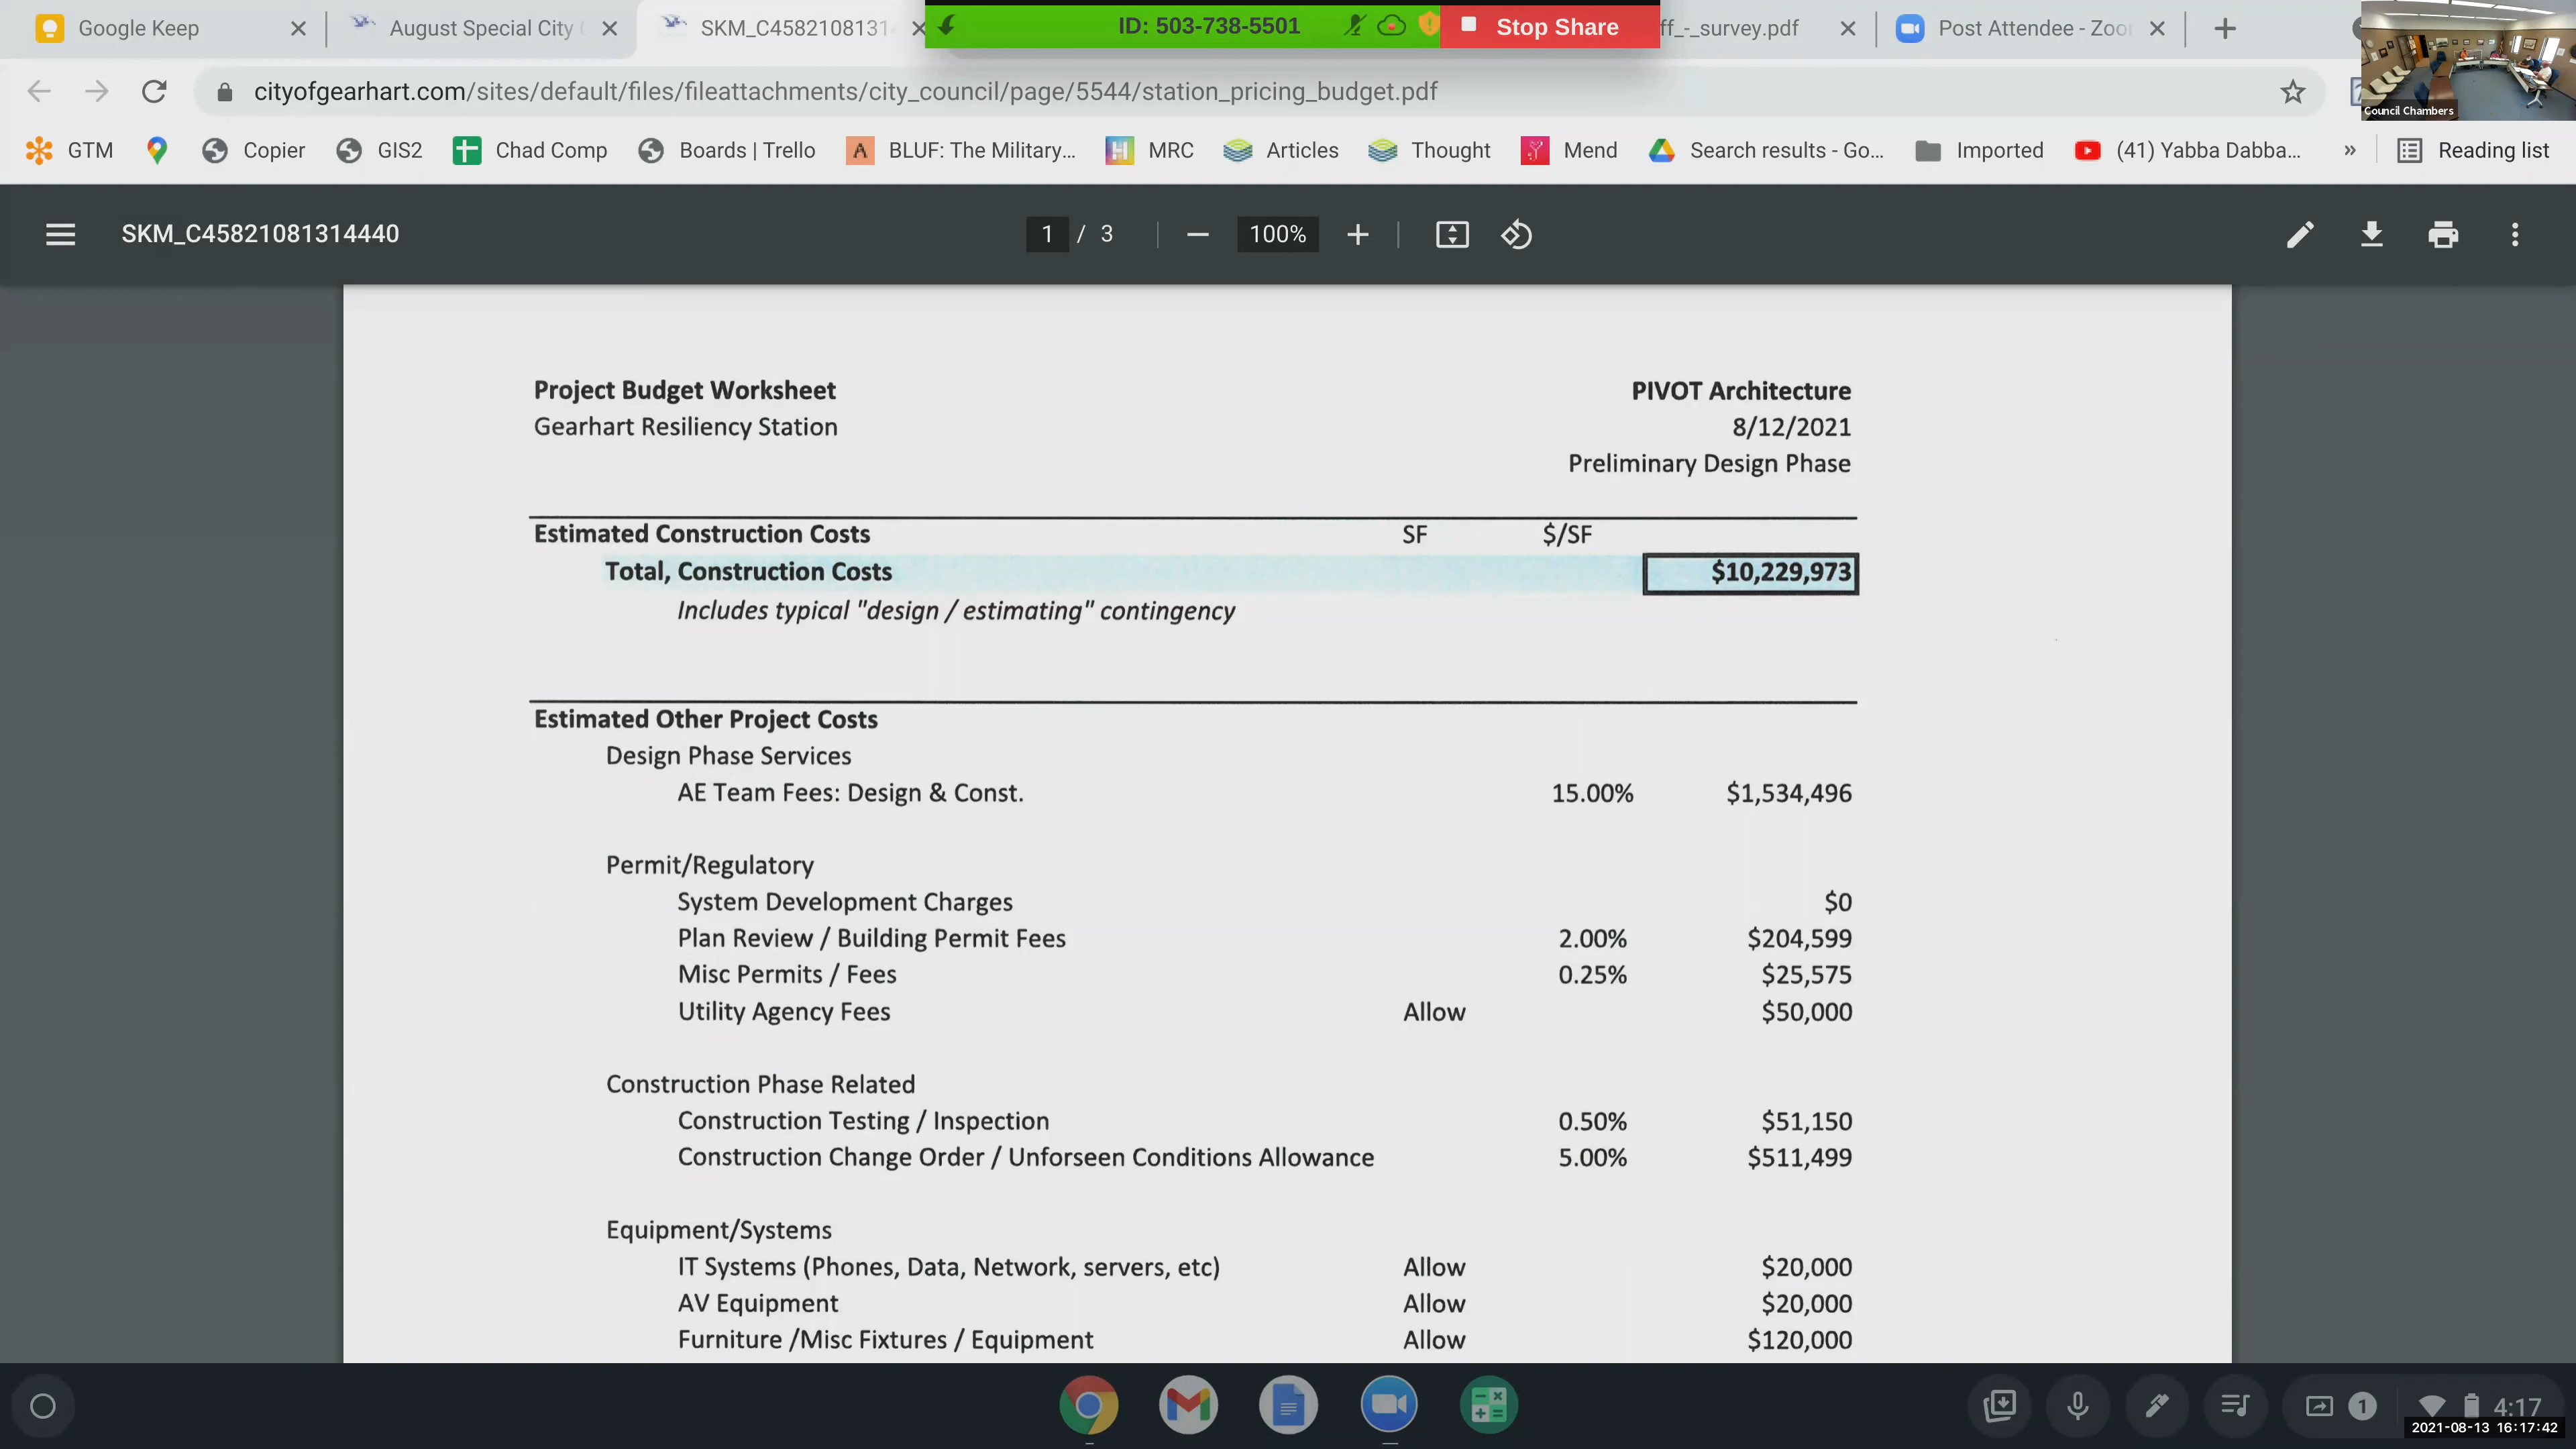 Google Keep
August Special City
SKM_C4582108131
ID: 503-738-5501
Stop Share
ff_-_survey.pdf
Post Attendee - Zoo
cityofgearhart.com/sites/default/files/fileattachments/city_council/page/5544/station_pricing_budget.pdf
Council Chambers
GTM
Copier
GIS2
Chad Comp
Boards | Trello
A
BLUF: The Military...
MRC
Articles
Thought
Mend
Search results - Go...
Imported
(41) Yabba Dabba...
»
Reading list
SKM_C45821081314440
1 / 3
100%
Project Budget Worksheet
PIVOT Architecture
Gearhart Resiliency Station
8/12/2021
Preliminary Design Phase
Estimated Construction Costs SF $/SF
Total, Construction Costs $10,229,973
Includes typical "design / estimating" contingency
Estimated Other Project Costs
Design Phase Services
AE Team Fees: Design & Const. 15.00% $1,534,496
Permit/Regulatory
System Development Charges $0
Plan Review / Building Permit Fees 2.00% $204,599
Misc Permits / Fees 0.25% $25,575
Utility Agency Fees Allow $50,000
Construction Phase Related
Construction Testing / Inspection 0.50% $51,150
Construction Change Order / Unforseen Conditions Allowance 5.00% $511,499
Equipment/Systems
IT Systems (Phones, Data, Network, servers, etc) Allow $20,000
AV Equipment Allow $20,000
Furniture /Misc Fixtures / Equipment Allow $120,000
1
4:17
2021-08-13 16:17:42